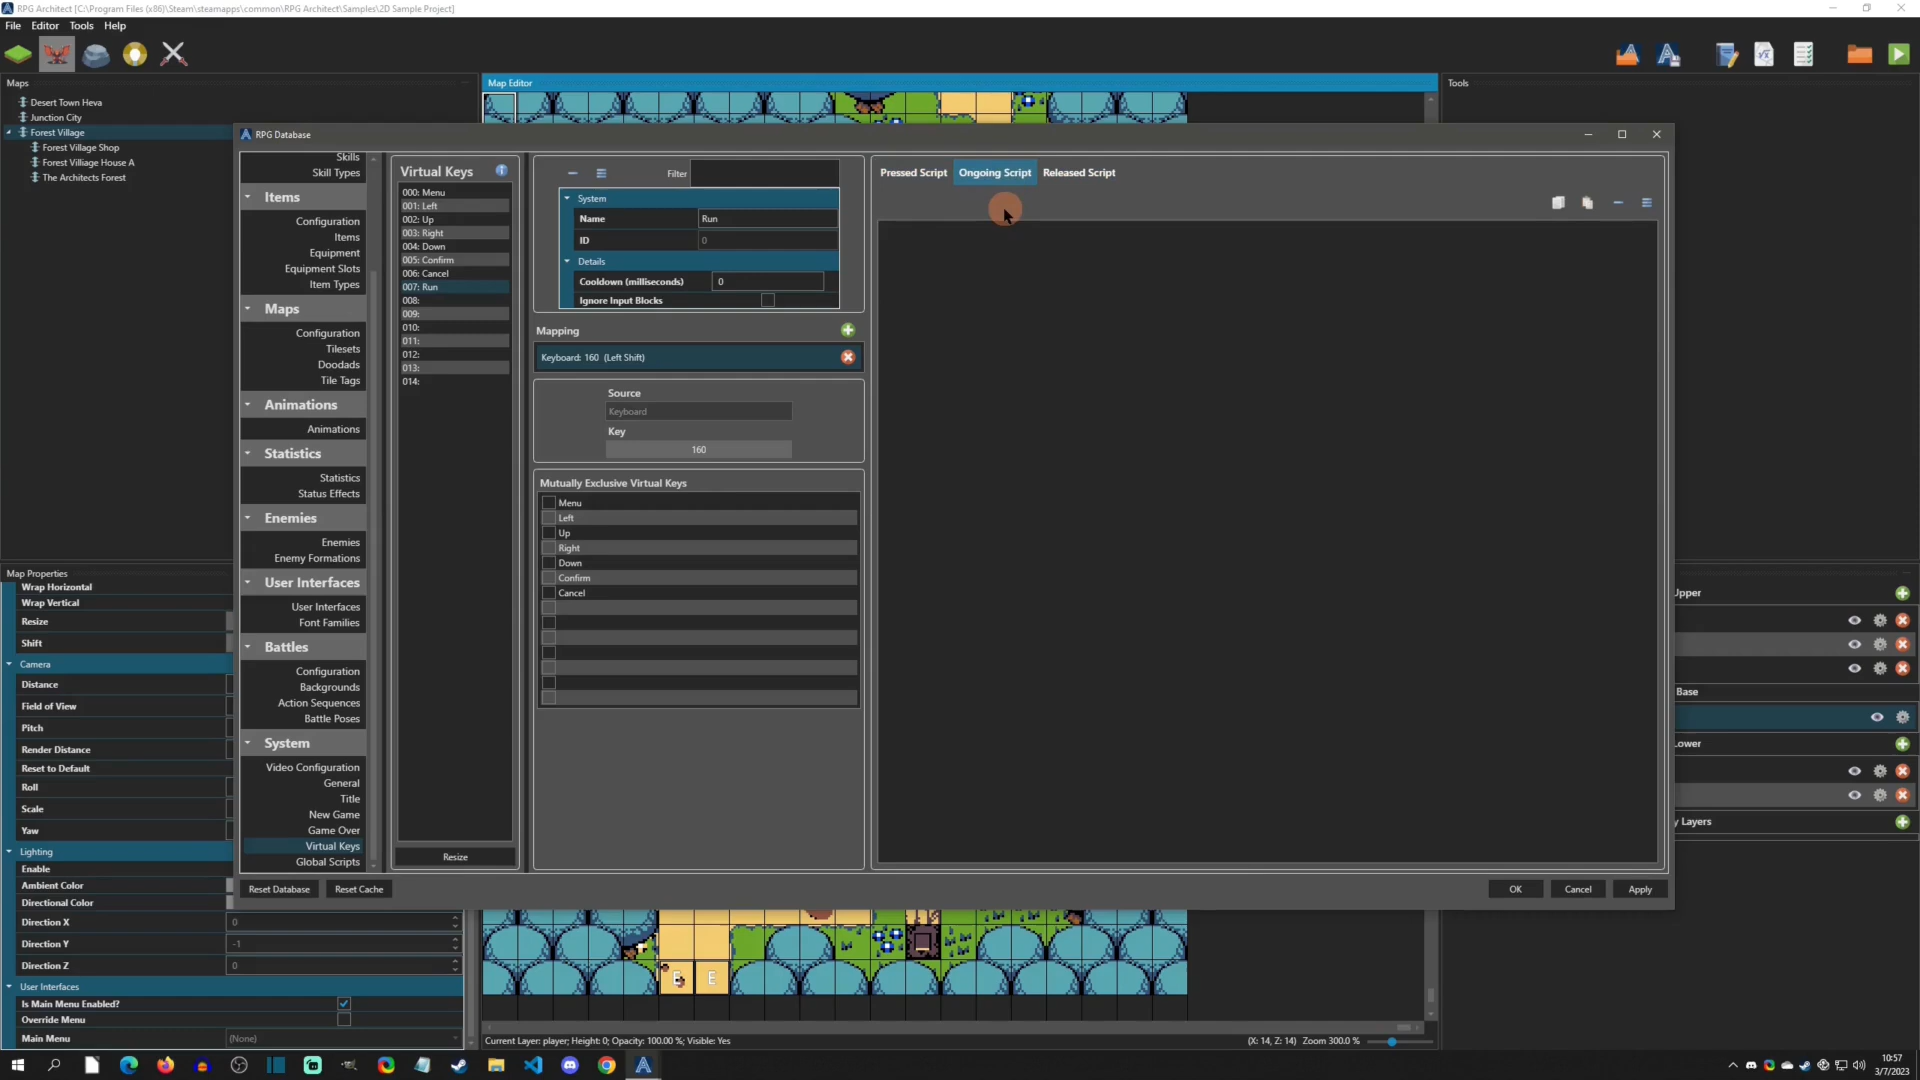 RPG Architect [C:\Program Files (x86)\Steam\steamapps\common\RPG Architect\Samples\2D Sample Project]
File Editor Tools Help
Maps
Desert Town Heva
Junction City
Forest Village
Forest Village Shop
Forest Villiage House A
The Architects Forest
Map Editor
Tools
RPG Database
Skills
Skill Types
Items
Configuration
Items
Equipment
Equipment Slots
Item Types
Maps
Configuration
Tilesets
Doodads
Tile Tags
Animations
Animations
Statistics
Statistics
Status Effects
Enemies
Enemies
Enemy Formations
User Interfaces
User Interfaces
Font Families
Battles
Configuration
Backgrounds
Action Sequences
Battle Poses
System
Video Configuration
General
Title
New Game
Game Over
Virtual Keys
Global Scripts
Reset Database Reset Cache
Virtual Keys
000: Menu
001: Left
002: Up
003: Right
004: Down
005: Confirm
006: Cancel
007: Run
008:
009:
010:
011:
012:
013:
014:
Resize
Filter
System
Name Run
ID 0
Details
Cooldown (milliseconds) 0
Ignore Input Blocks
Mapping
Keyboard: 160 (Left Shift)
Source
Keyboard
Key
160
Mutually Exclusive Virtual Keys
Menu
Left
Up
Right
Down
Confirm
Cancel
Pressed Script Ongoing Script Released Script
OK Cancel Apply
Map Properties
Wrap Horizontal
Wrap Vertical
Resize
Shift
Camera
Distance
Field of View
Pitch
Render Distance
Reset to Default
Roll
Scale
Yaw
Lighting
Enable
Ambient Color
Directional Color
Direction X 0
Direction Y -1
Direction Z 0
User Interfaces
Is Main Menu Enabled?
Override Menu
Main Menu (None)
E E
Current Layer: player; Height: 0; Opacity: 100.00 %; Visible: Yes
(X: 14, Z: 14) Zoom 300.0 %
Upper
Base
Lower
y Layers
10:57
3/7/2023